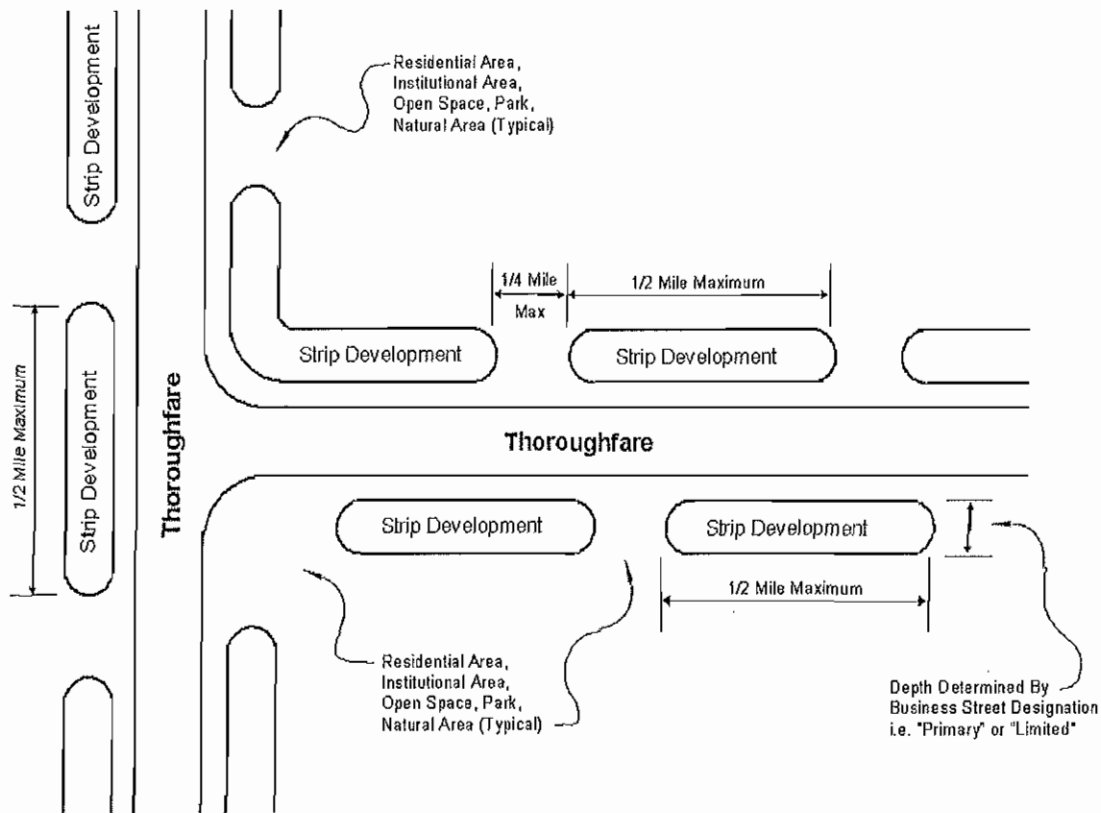 Strip Development
Residential Area,
Institutional Area,
Open Space, Park,
Natural Area (Typical)
1/4 Mile
Max
1/2 Mile Maximum
Strip Development
Strip Development
1/2 Mile Maximum
Strip Development
Thoroughfare
Thoroughfare
Strip Development
Strip Development
1/2 Mile Maximum
Residential Area,
Institutional Area,
Open Space, Park,
Natural Area (Typical)
Depth Determined By
Business Street Designation
i.e. "Primary" or "Limited"